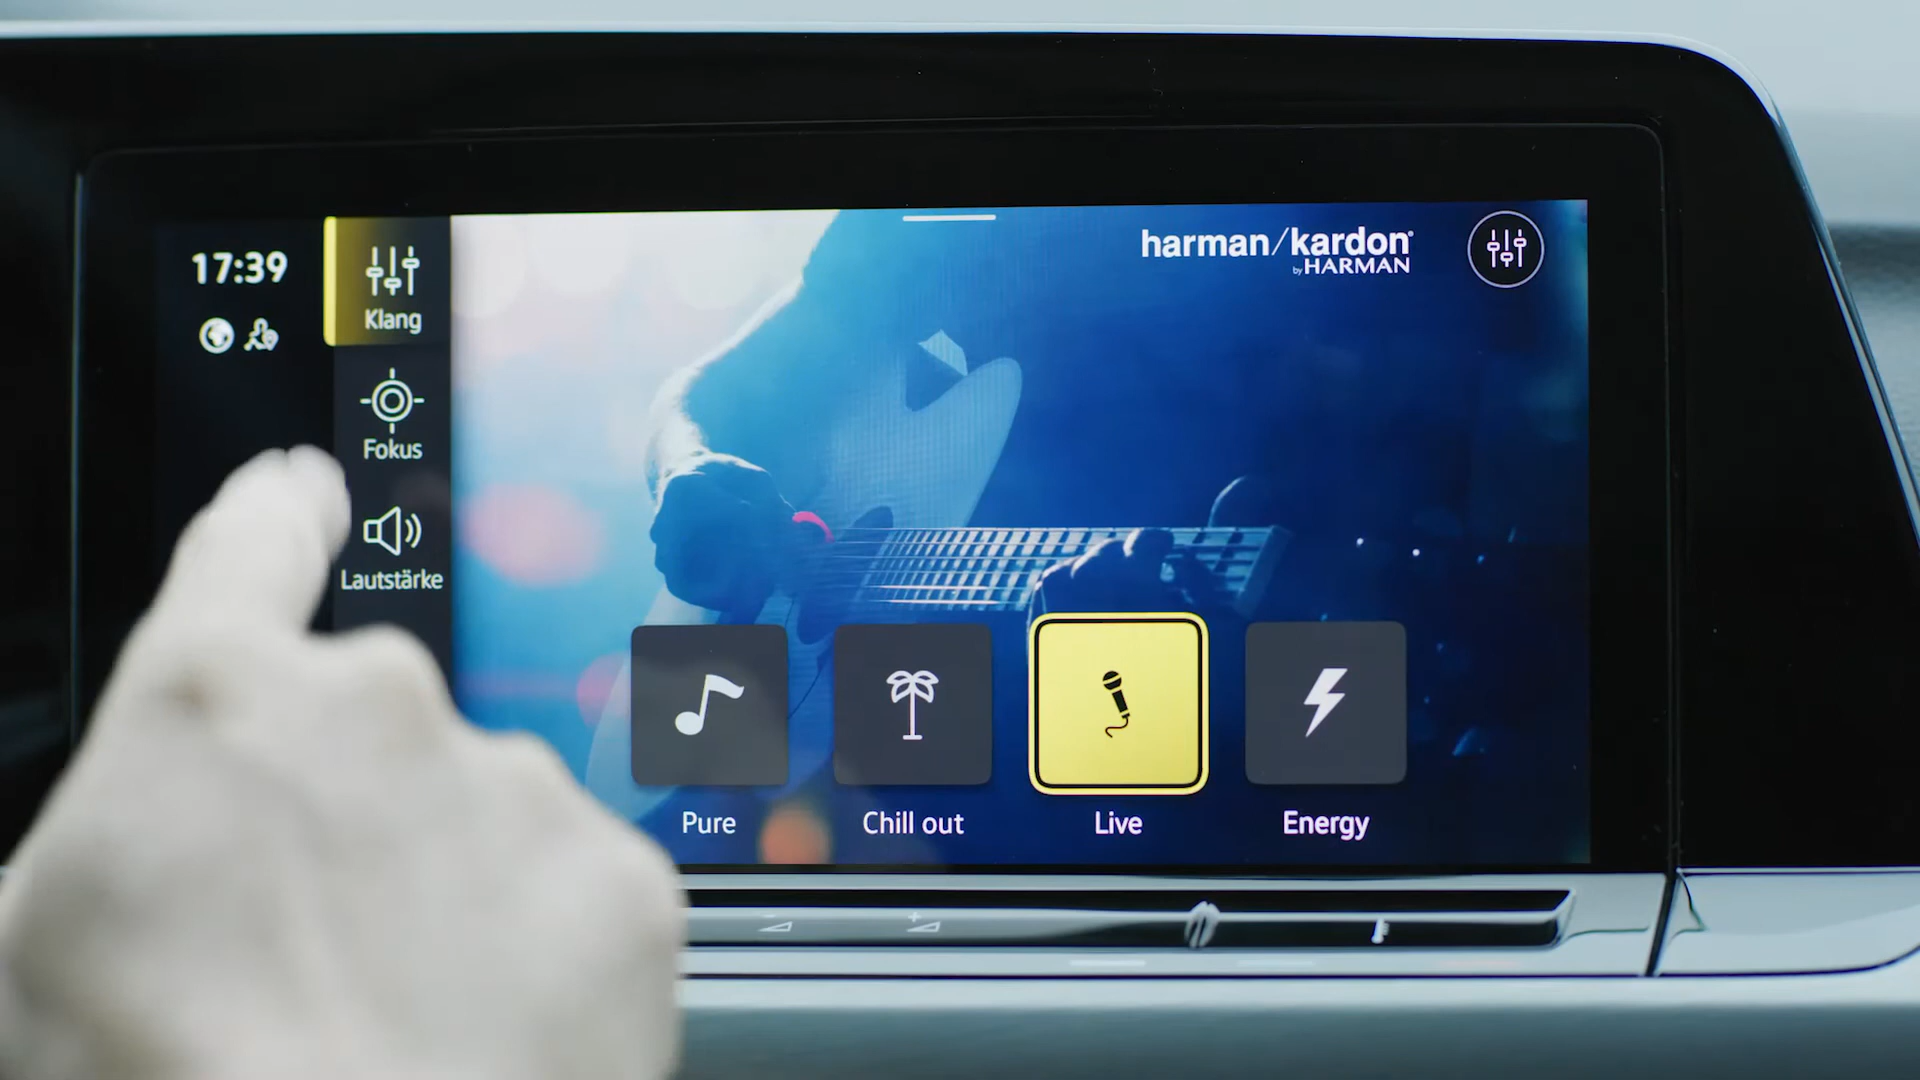 17:39
Klang
Fokus
Lautstärke
harman/kardon
by HARMAN
Pure
Chill out
Live
Energy